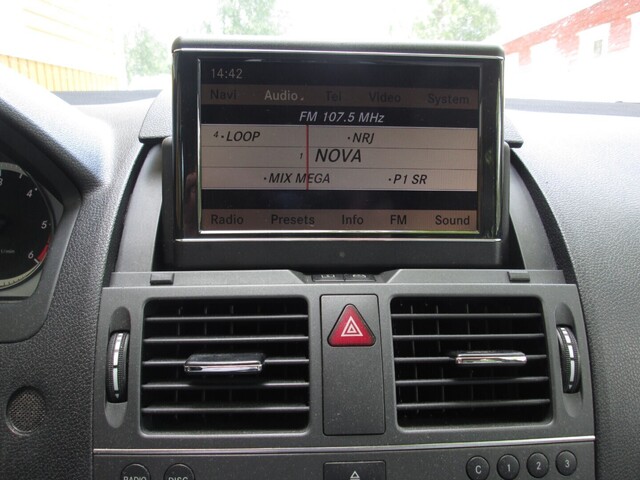 14:42
Navi Audio Tel Video System
FM 107.5 MHz
4 •LOOP •NRJ
1 NOVA
•MIX MEGA •P1 SR
Radio Presets Info FM Sound
6
RADIO DISC C 1 2 3